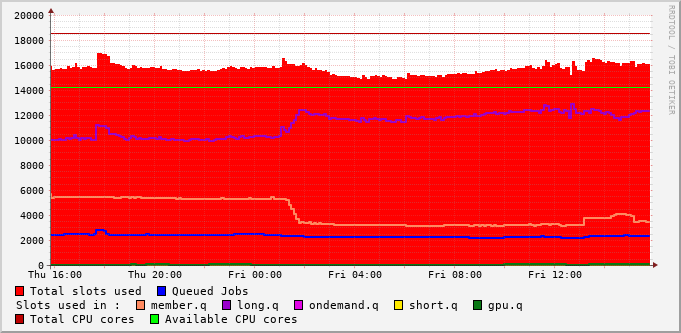 20000
18000
16000
14000
12000
10000
8000
6000
4000
2000
0
Thu 16:00 Thu 20:00 Fri 00:00 Fri 04:00 Fri 08:00 Fri 12:00
Total slots used Queued Jobs
Slots used in : member.q long.q ondemand.q short.q gpu.q
Total CPU cores Available CPU cores
RRDTOOL / TOBI OETIKER